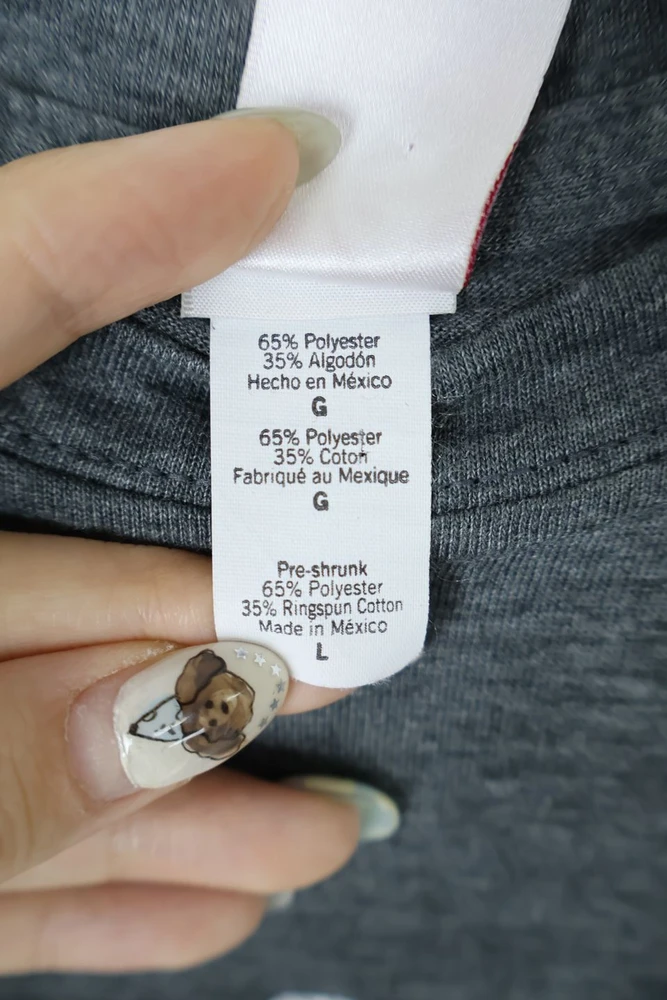 65% Polyester
35% Algodón
Hecho en México
G
65% Polyester
35% Coton
Fabriqué au Mexique
G
Pre-shrunk
65% Polyester
35% Ringspun Cotton
Made in México
L